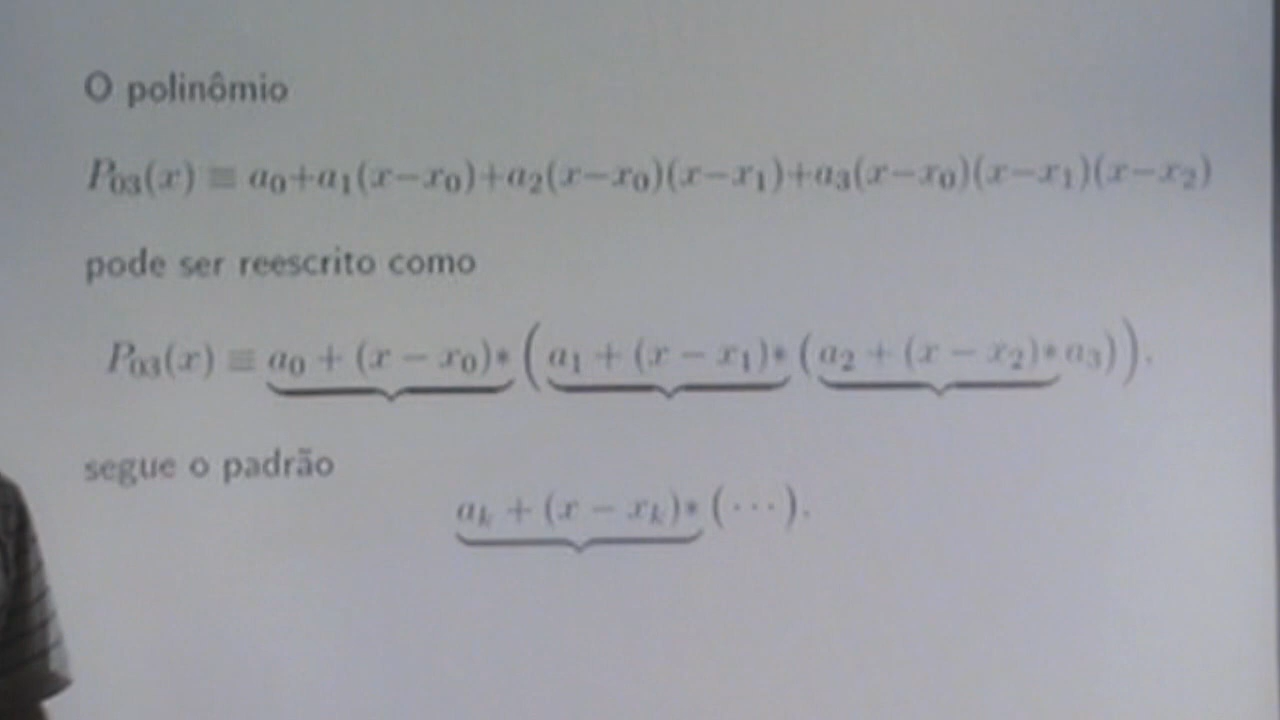 O polinômio
P₀₃(x) ≡ a₀+a₁(x−x₀)+a₂(x−x₀)(x−x₁)+a₃(x−x₀)(x−x₁)(x−x₂)
pode ser reescrito como
P₀₃(x) ≡ a₀ + (x − x₀)* (a₁ + (x − x₁)* (a₂ + (x − x₂)* a₃)).
segue o padrão
aₖ + (x − xₖ)* (⋯).